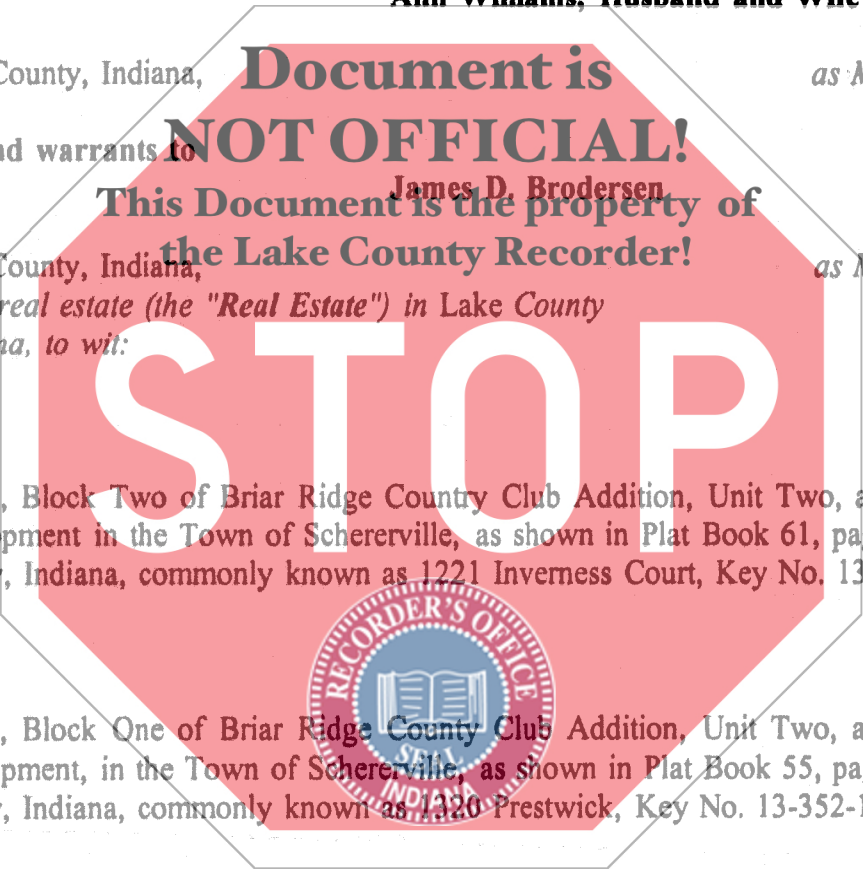 Ann Williams, Husband and Wife
County, Indiana, as
Document is
nd warrants to
NOT OFFICIAL!
James D. Brodersen
This Document is the property of
the Lake County Recorder!
County, Indiana, as
real estate (the "Real Estate") in Lake County
na, to wit:
STOP
, Block Two of Briar Ridge Country Club Addition, Unit Two, a
opment in the Town of Schererville, as shown in Plat Book 61, pa
, Indiana, commonly known as 1221 Inverness Court, Key No. 13
RECORDER'S OFFICE
, Block One of Briar Ridge County Club Addition, Unit Two, a
SEAL
opment, in the Town of Schererville, as shown in Plat Book 55, pa
INDIANA
, Indiana, commonly known as 1320 Prestwick, Key No. 13-352-1